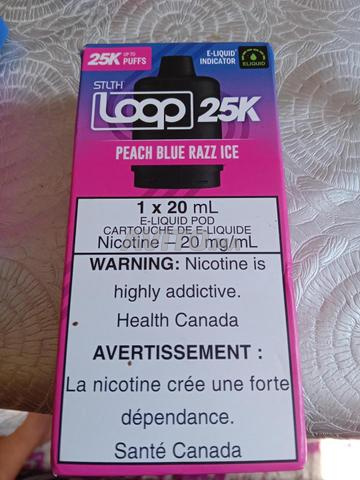 25K UP TO PUFFS
E-LIQUID INDICATOR
ELIQUID
STLTH
LOOP 25K
PEACH BLUE RAZZ ICE
1 x 20 mL
E-LIQUID POD
CARTOUCHE DE E-LIQUIDE
Nicotine – 20 mg/mL
WARNING: Nicotine is
highly addictive.
Health Canada
AVERTISSEMENT :
La nicotine crée une forte
dépendance.
Santé Canada